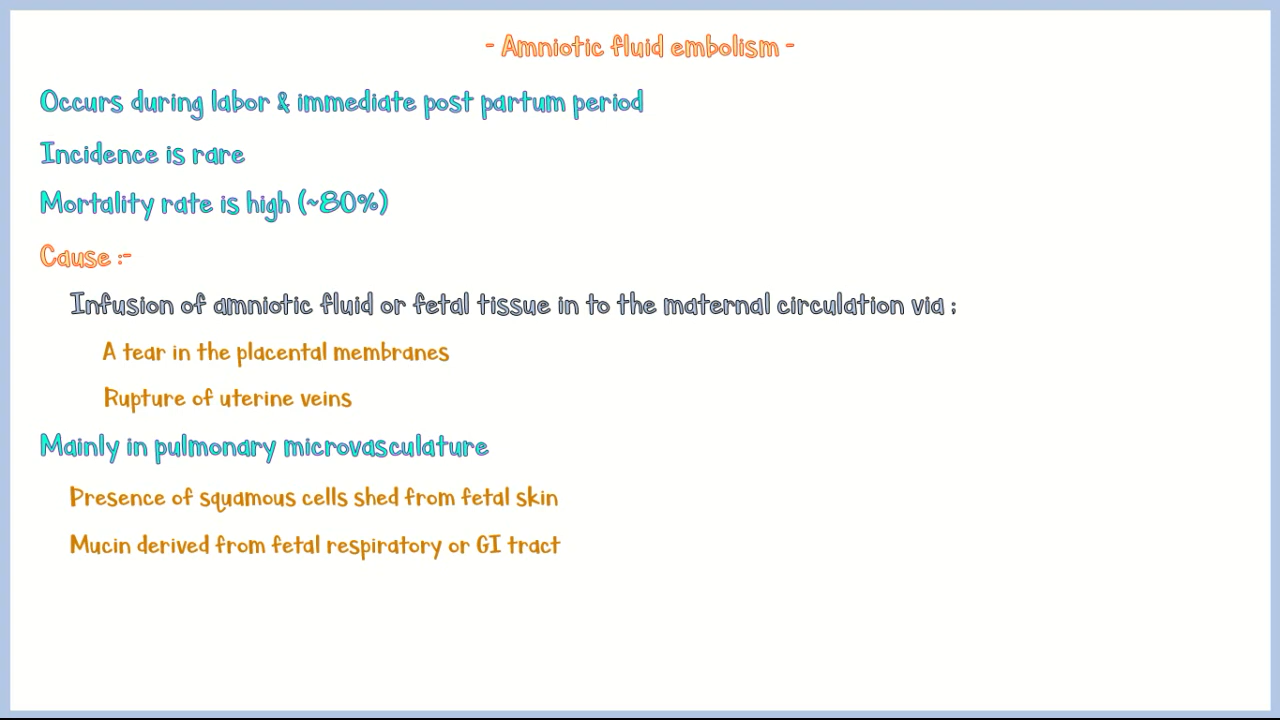 - Amniotic fluid embolism -
Occurs during labor & immediate post partum period
Incidence is rare
Mortality rate is high (~80%)
Cause :-
Infusion of amniotic fluid or fetal tissue in to the maternal circulation via ;
A tear in the placental membranes
Rupture of uterine veins
Mainly in pulmonary microvasculature
Presence of squamous cells shed from fetal skin
Mucin derived from fetal respiratory or GI tract